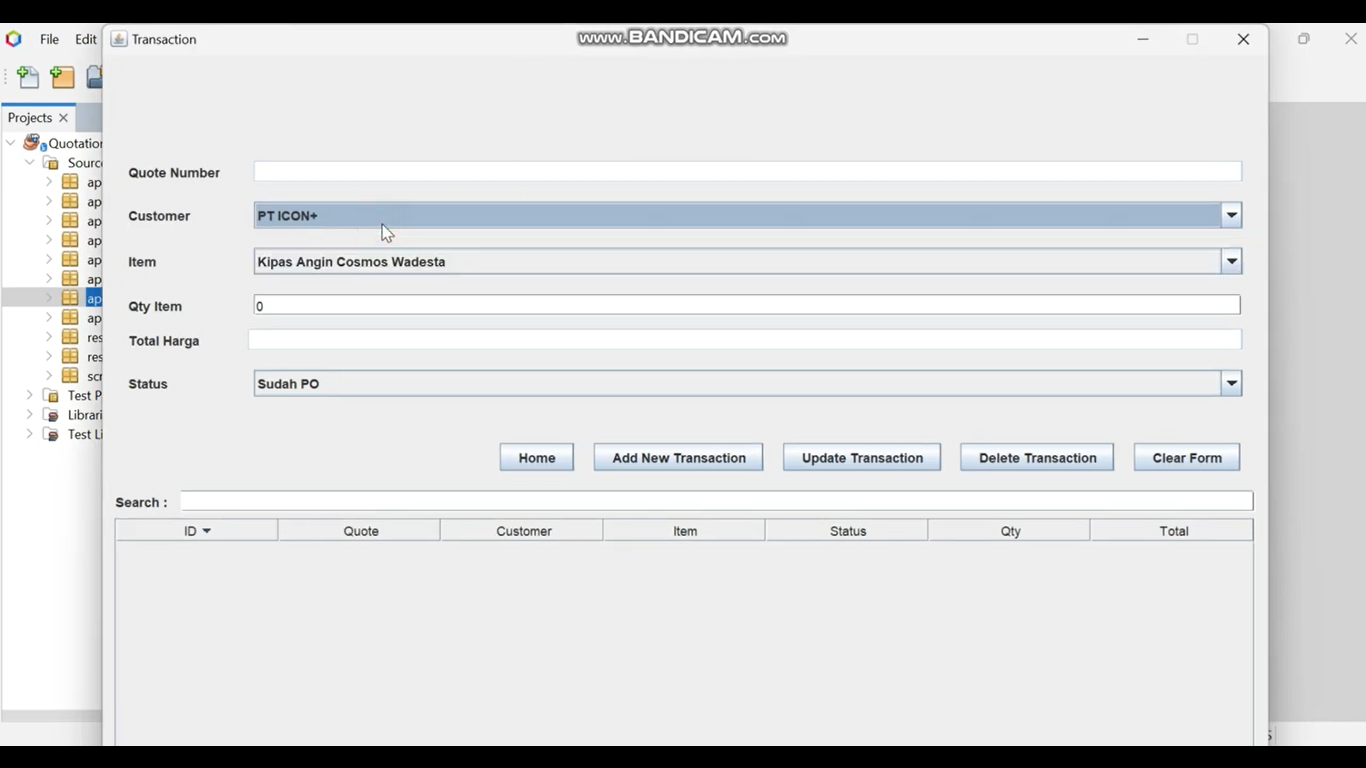 File Edit
Transaction
www.BANDICAM.com
Projects
Quotation
Quote Number
Customer PT ICON+
Item Kipas Angin Cosmos Wadesta
Qty Item 0
Total Harga
Status Sudah PO
Sourc
ap
ap
ap
ap
ap
ap
ap
ap
res
res
scr
Test P
Librari
Test Li
Home Add New Transaction Update Transaction Delete Transaction Clear Form
Search :
ID Quote Customer Item Status Qty Total